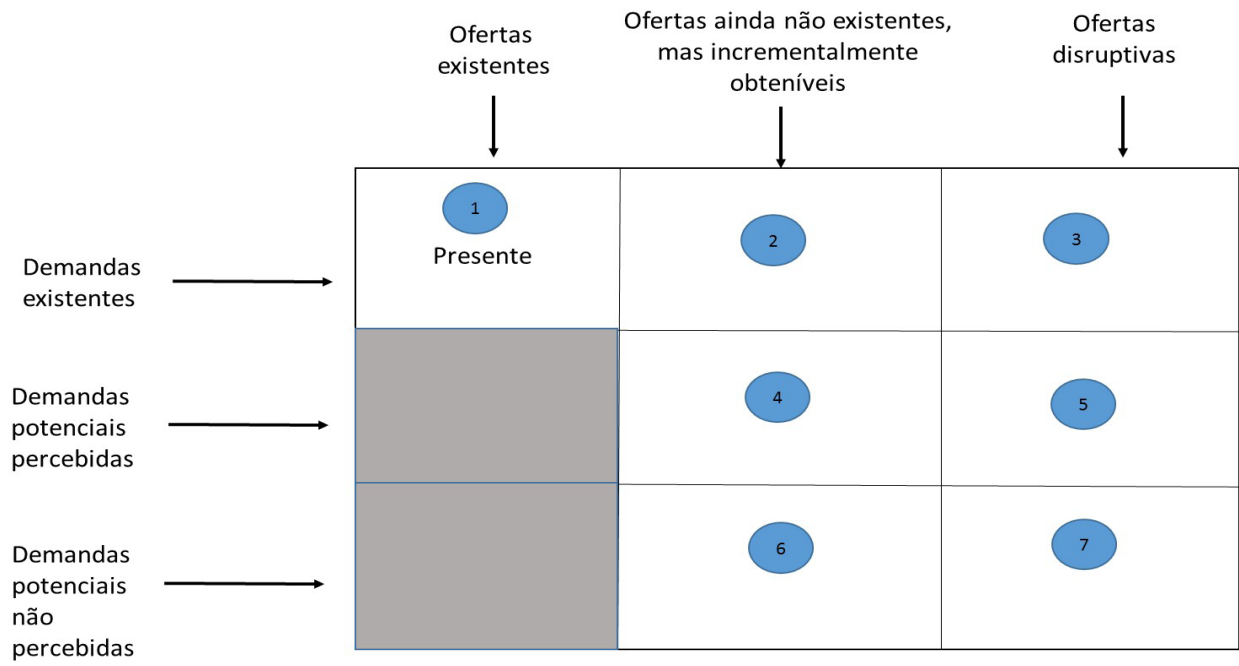 Ofertas
existentes
Ofertas ainda não existentes,
mas incrementalmente
obteníveis
Ofertas
disruptivas
Demandas
existentes
1
Presente
2
3
Demandas
potenciais
percebidas
4
5
Demandas
potenciais
não
percebidas
6
7